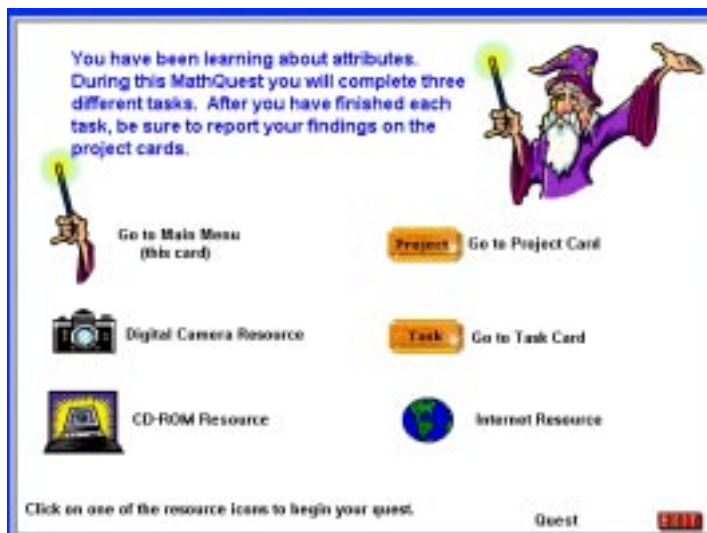 You have been learning about attributes.
During this MathQuest you will complete three
different tasks. After you have finished each
task, be sure to report your findings on the
project cards.
Go to Main Menu
(this card)
Project
Go to Project Card
Digital Camera Resource
Task
Go to Task Card
CD-ROM Resource
Internet Resource
Click on one of the resource icons to begin your quest.
Quest
EXIT